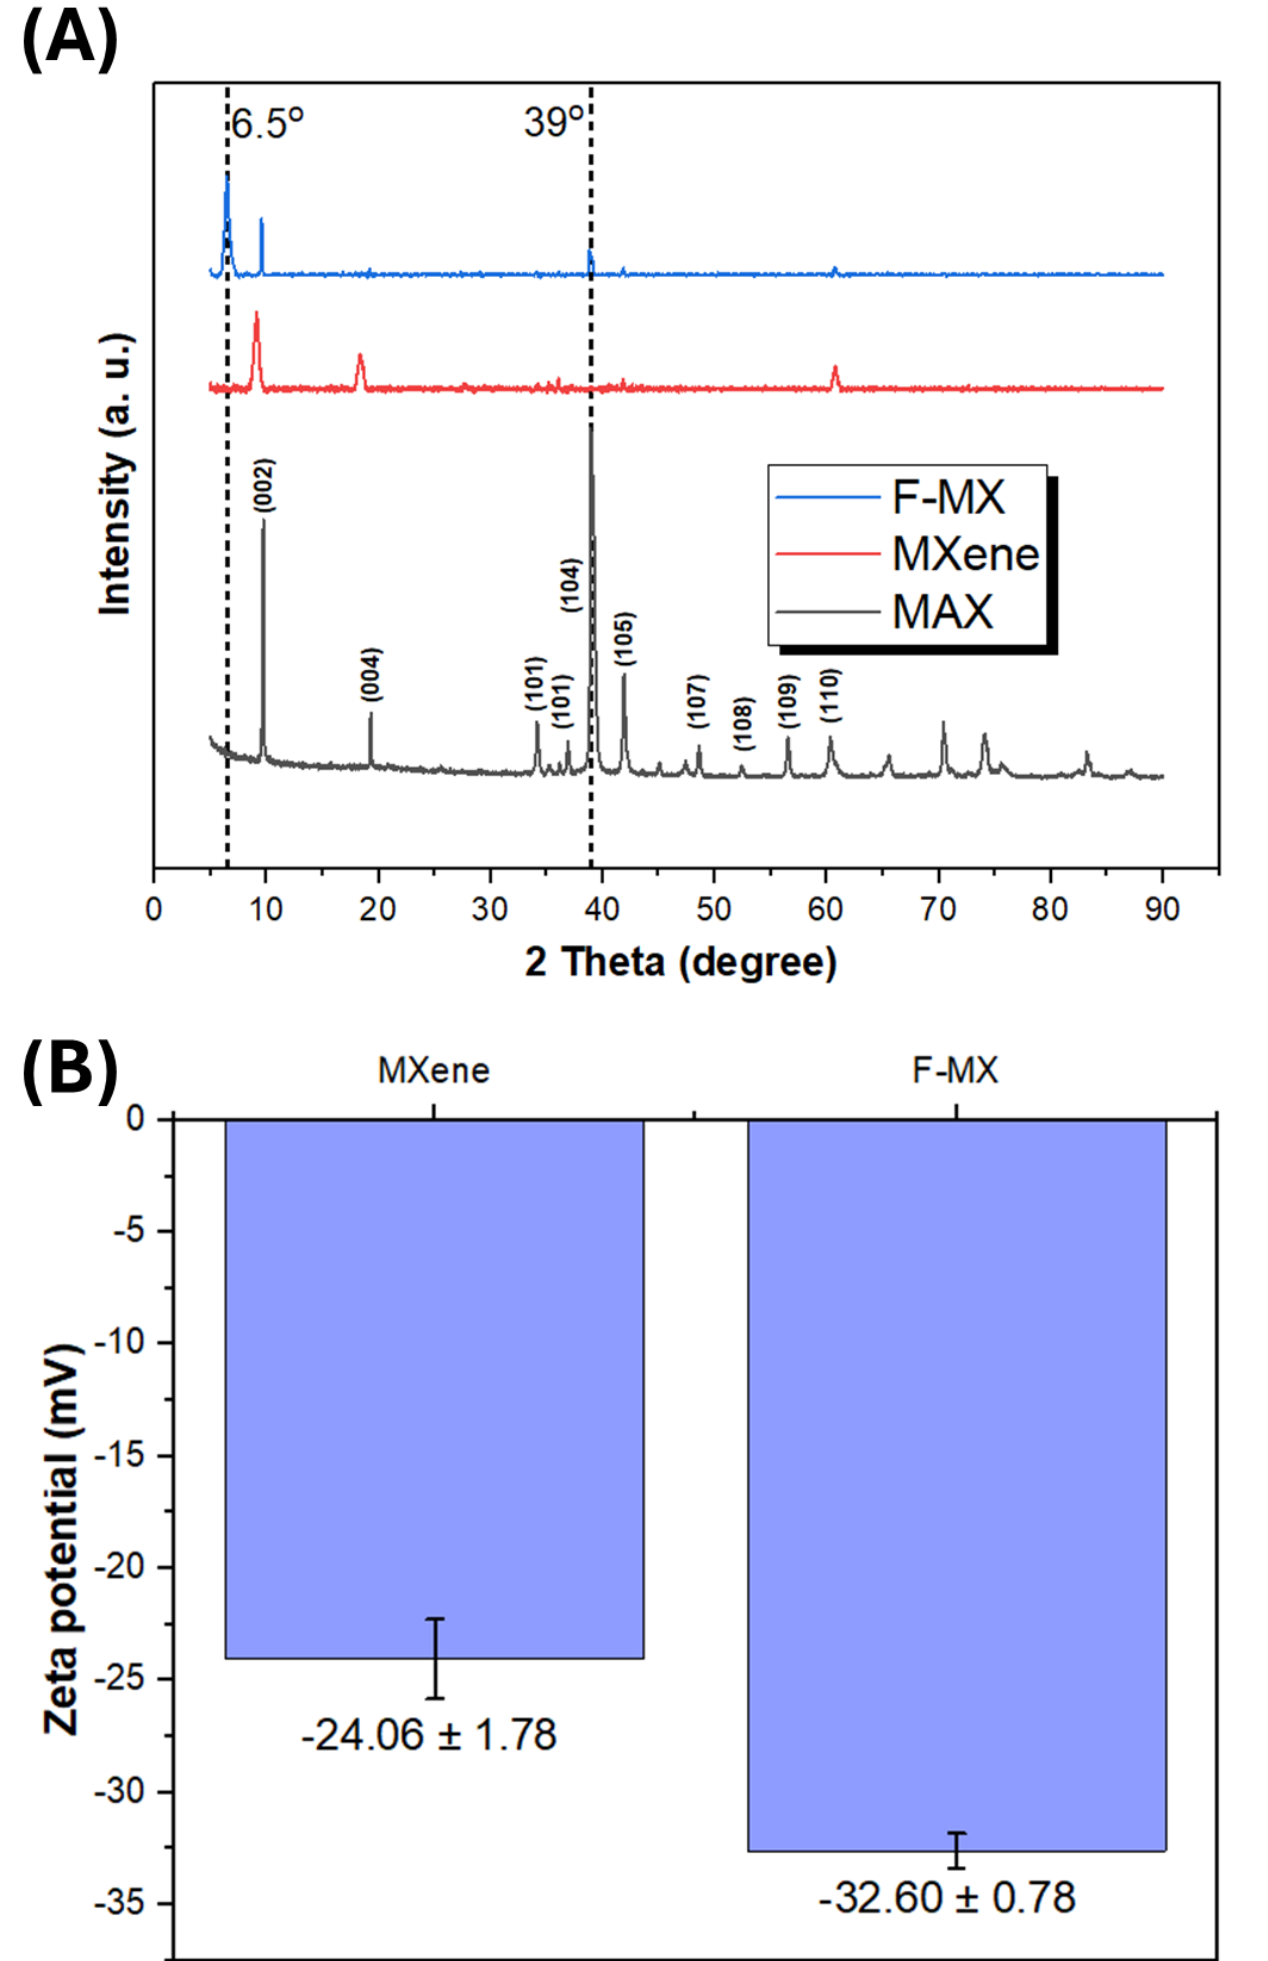 (A)
6.5º
39º
Intensity (a. u.)
(002)
(004)
(101)
(101)
(104)
(105)
(107)
(108)
(109)
(110)
F-MX
MXene
MAX
0 10 20 30 40 50 60 70 80 90
2 Theta (degree)
(B)
MXene F-MX
0
-5
-10
-15
-20
-25
-30
-35
Zeta potential (mV)
-24.06 ± 1.78
-32.60 ± 0.78